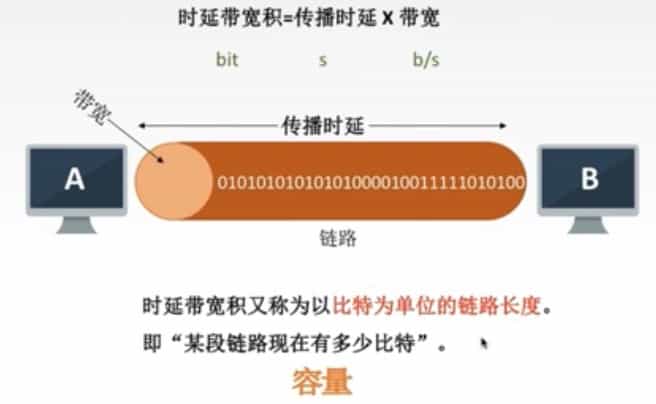 时延带宽积=传播时延 X 带宽
bit s b/s
带宽
传播时延
A
010101010101010000100111110101​00
B
链路
时延带宽积又称为以比特为单位的链路长度。
即“某段链路现在有多少比特”。
容量